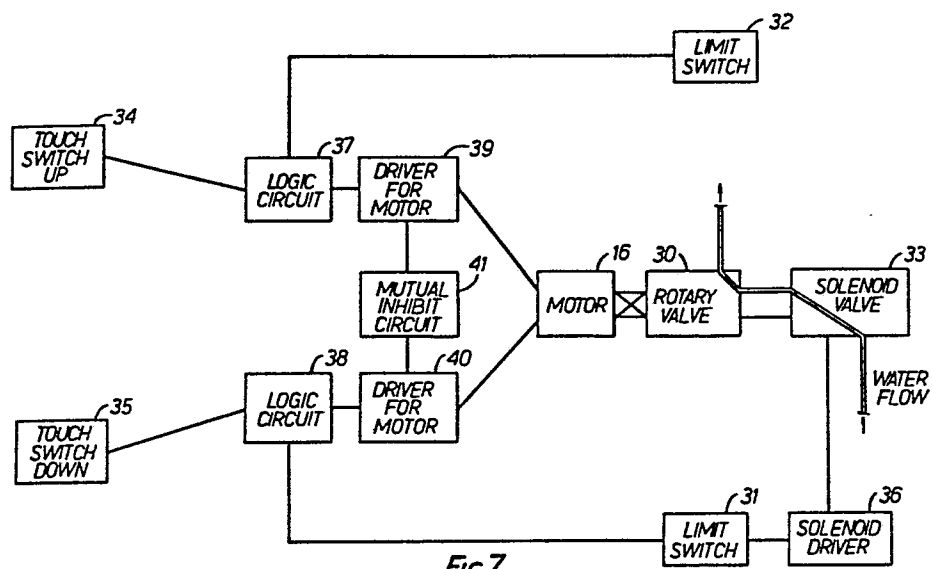 32
LIMIT
SWITCH
34
TOUCH
SWITCH
UP
37
LOGIC
CIRCUIT
39
DRIVER
FOR
MOTOR
41
MUTUAL
INHIBIT
CIRCUIT
16
MOTOR
30
ROTARY
VALVE
33
SOLENOID
VALVE
WATER
FLOW
35
TOUCH
SWITCH
DOWN
38
LOGIC
CIRCUIT
40
DRIVER
FOR
MOTOR
31
LIMIT
SWITCH
36
SOLENOID
DRIVER
FIG.7